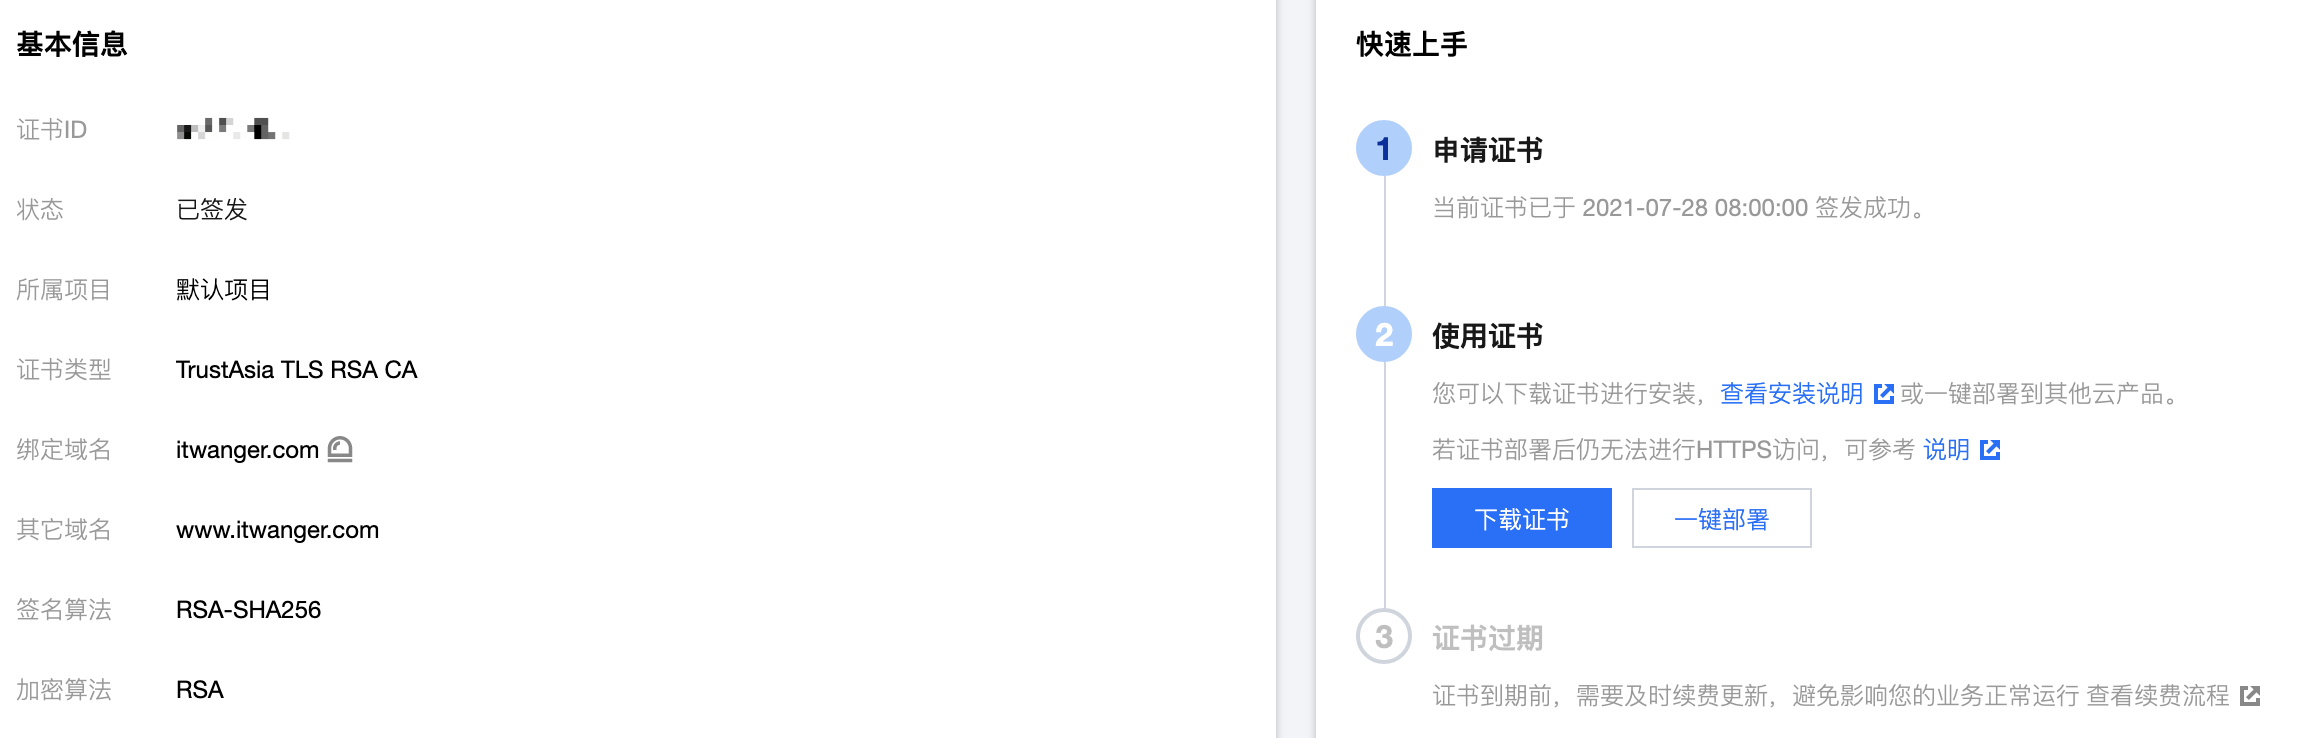 基本信息
证书ID
状态 已签发
所属项目 默认项目
证书类型 TrustAsia TLS RSA CA
绑定域名 itwanger.com
其它域名 www.itwanger.com
签名算法 RSA-SHA256
加密算法 RSA
快速上手
1 申请证书
当前证书已于 2021-07-28 08:00:00 签发成功。
2 使用证书
您可以下载证书进行安装，查看安装说明 或一键部署到其他云产品。
若证书部署后仍无法进行HTTPS访问，可参考 说明
下载证书 一键部署
3 证书过期
证书到期前，需要及时续费更新，避免影响您的业务正常运行 查看续费流程